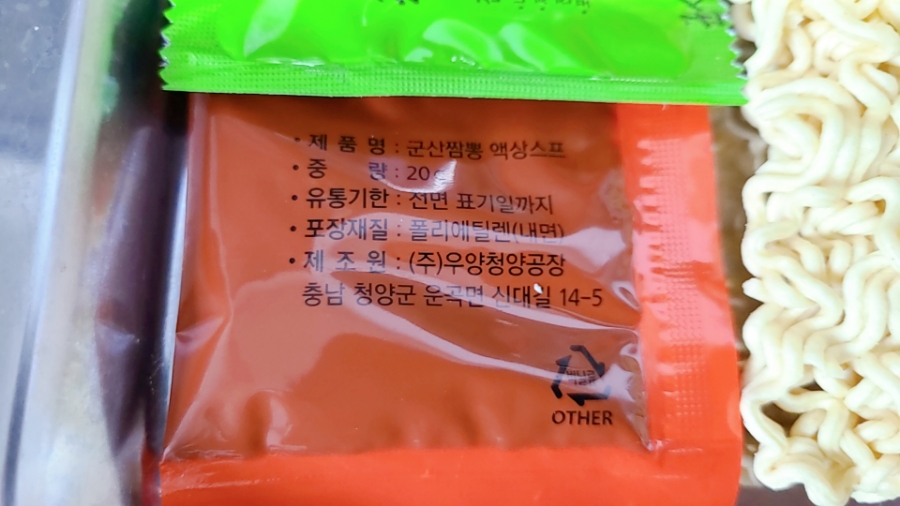 • 제 품 명 : 군산짬뽕 액상스프
• 중 량 : 20g
• 유통기한 : 전면 표기일까지
• 포장재질 : 폴리에틸렌(내면)
• 제 조 원 : (주)우양청양공장
충남 청양군 운곡면 신대길 14-5
OTHER